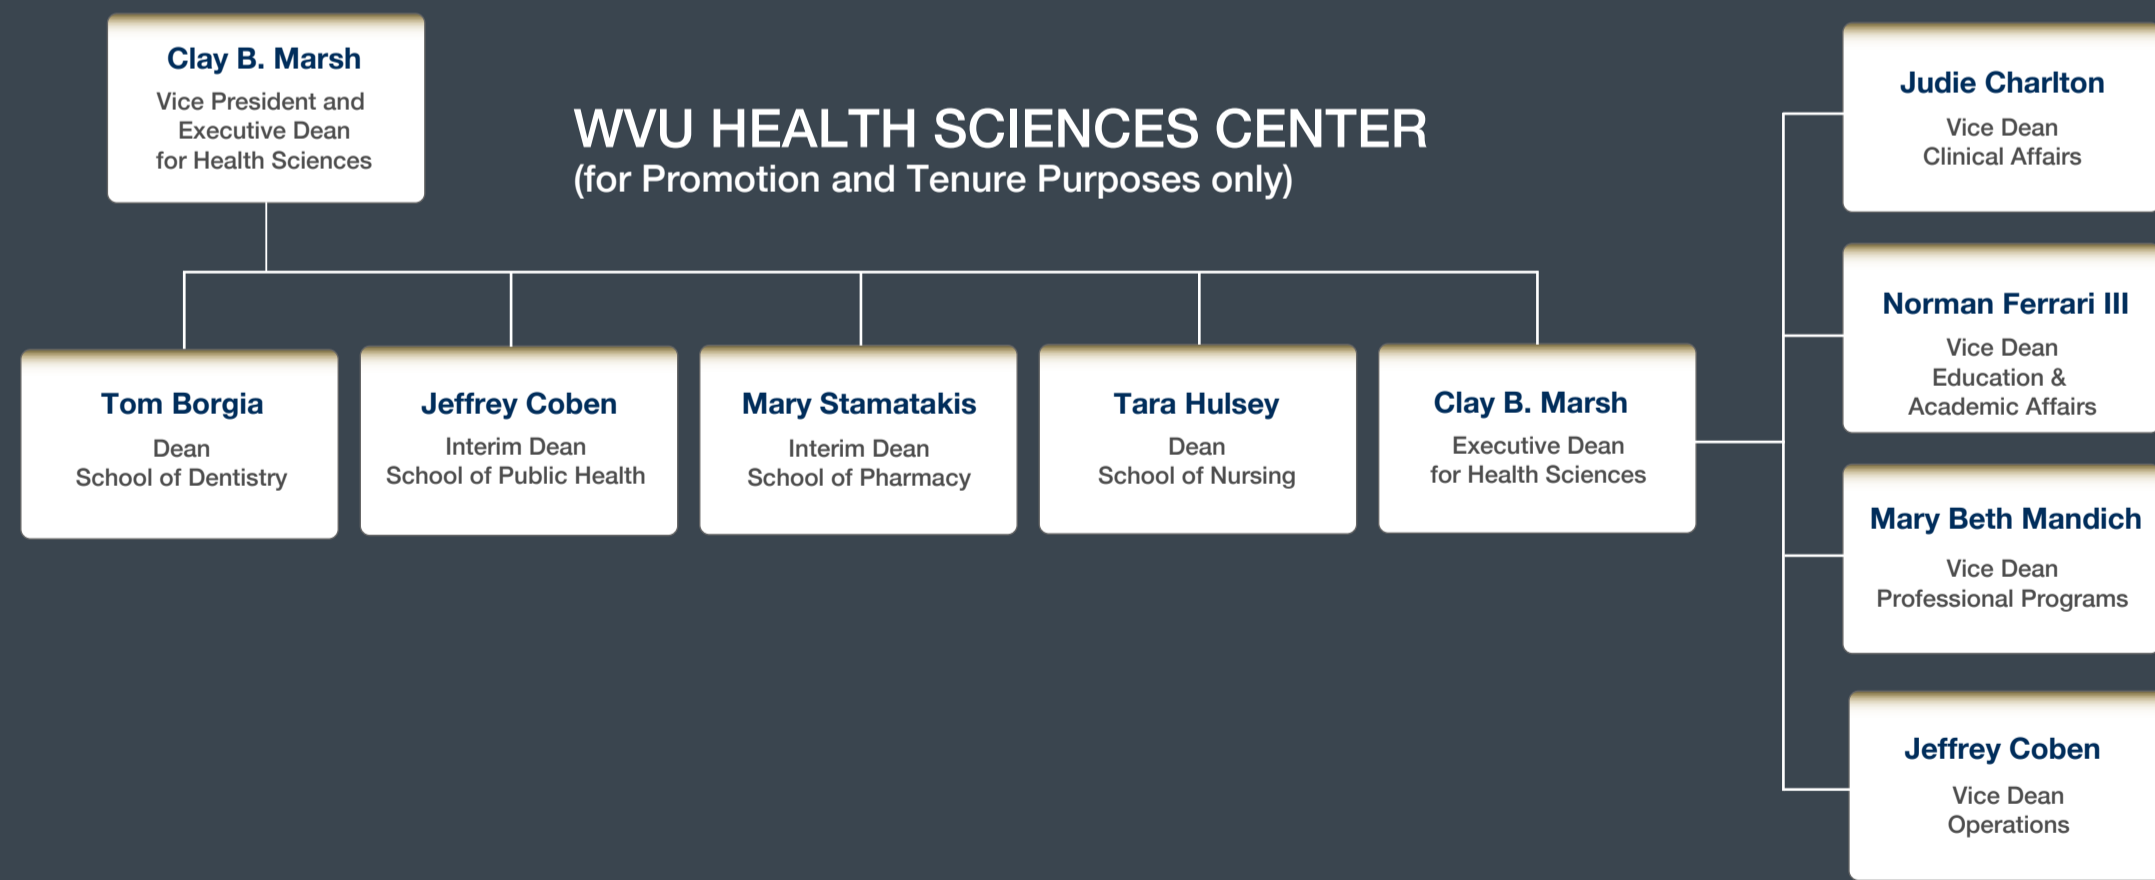 Clay B. Marsh
Vice President and
Executive Dean
for Health Sciences
WVU HEALTH SCIENCES CENTER
(for Promotion and Tenure Purposes only)
Tom Borgia
Dean
School of Dentistry
Jeffrey Coben
Interim Dean
School of Public Health
Mary Stamatakis
Interim Dean
School of Pharmacy
Tara Hulsey
Dean
School of Nursing
Clay B. Marsh
Executive Dean
for Health Sciences
Judie Charlton
Vice Dean
Clinical Affairs
Norman Ferrari III
Vice Dean
Education &
Academic Affairs
Mary Beth Mandich
Vice Dean
Professional Programs
Jeffrey Coben
Vice Dean
Operations